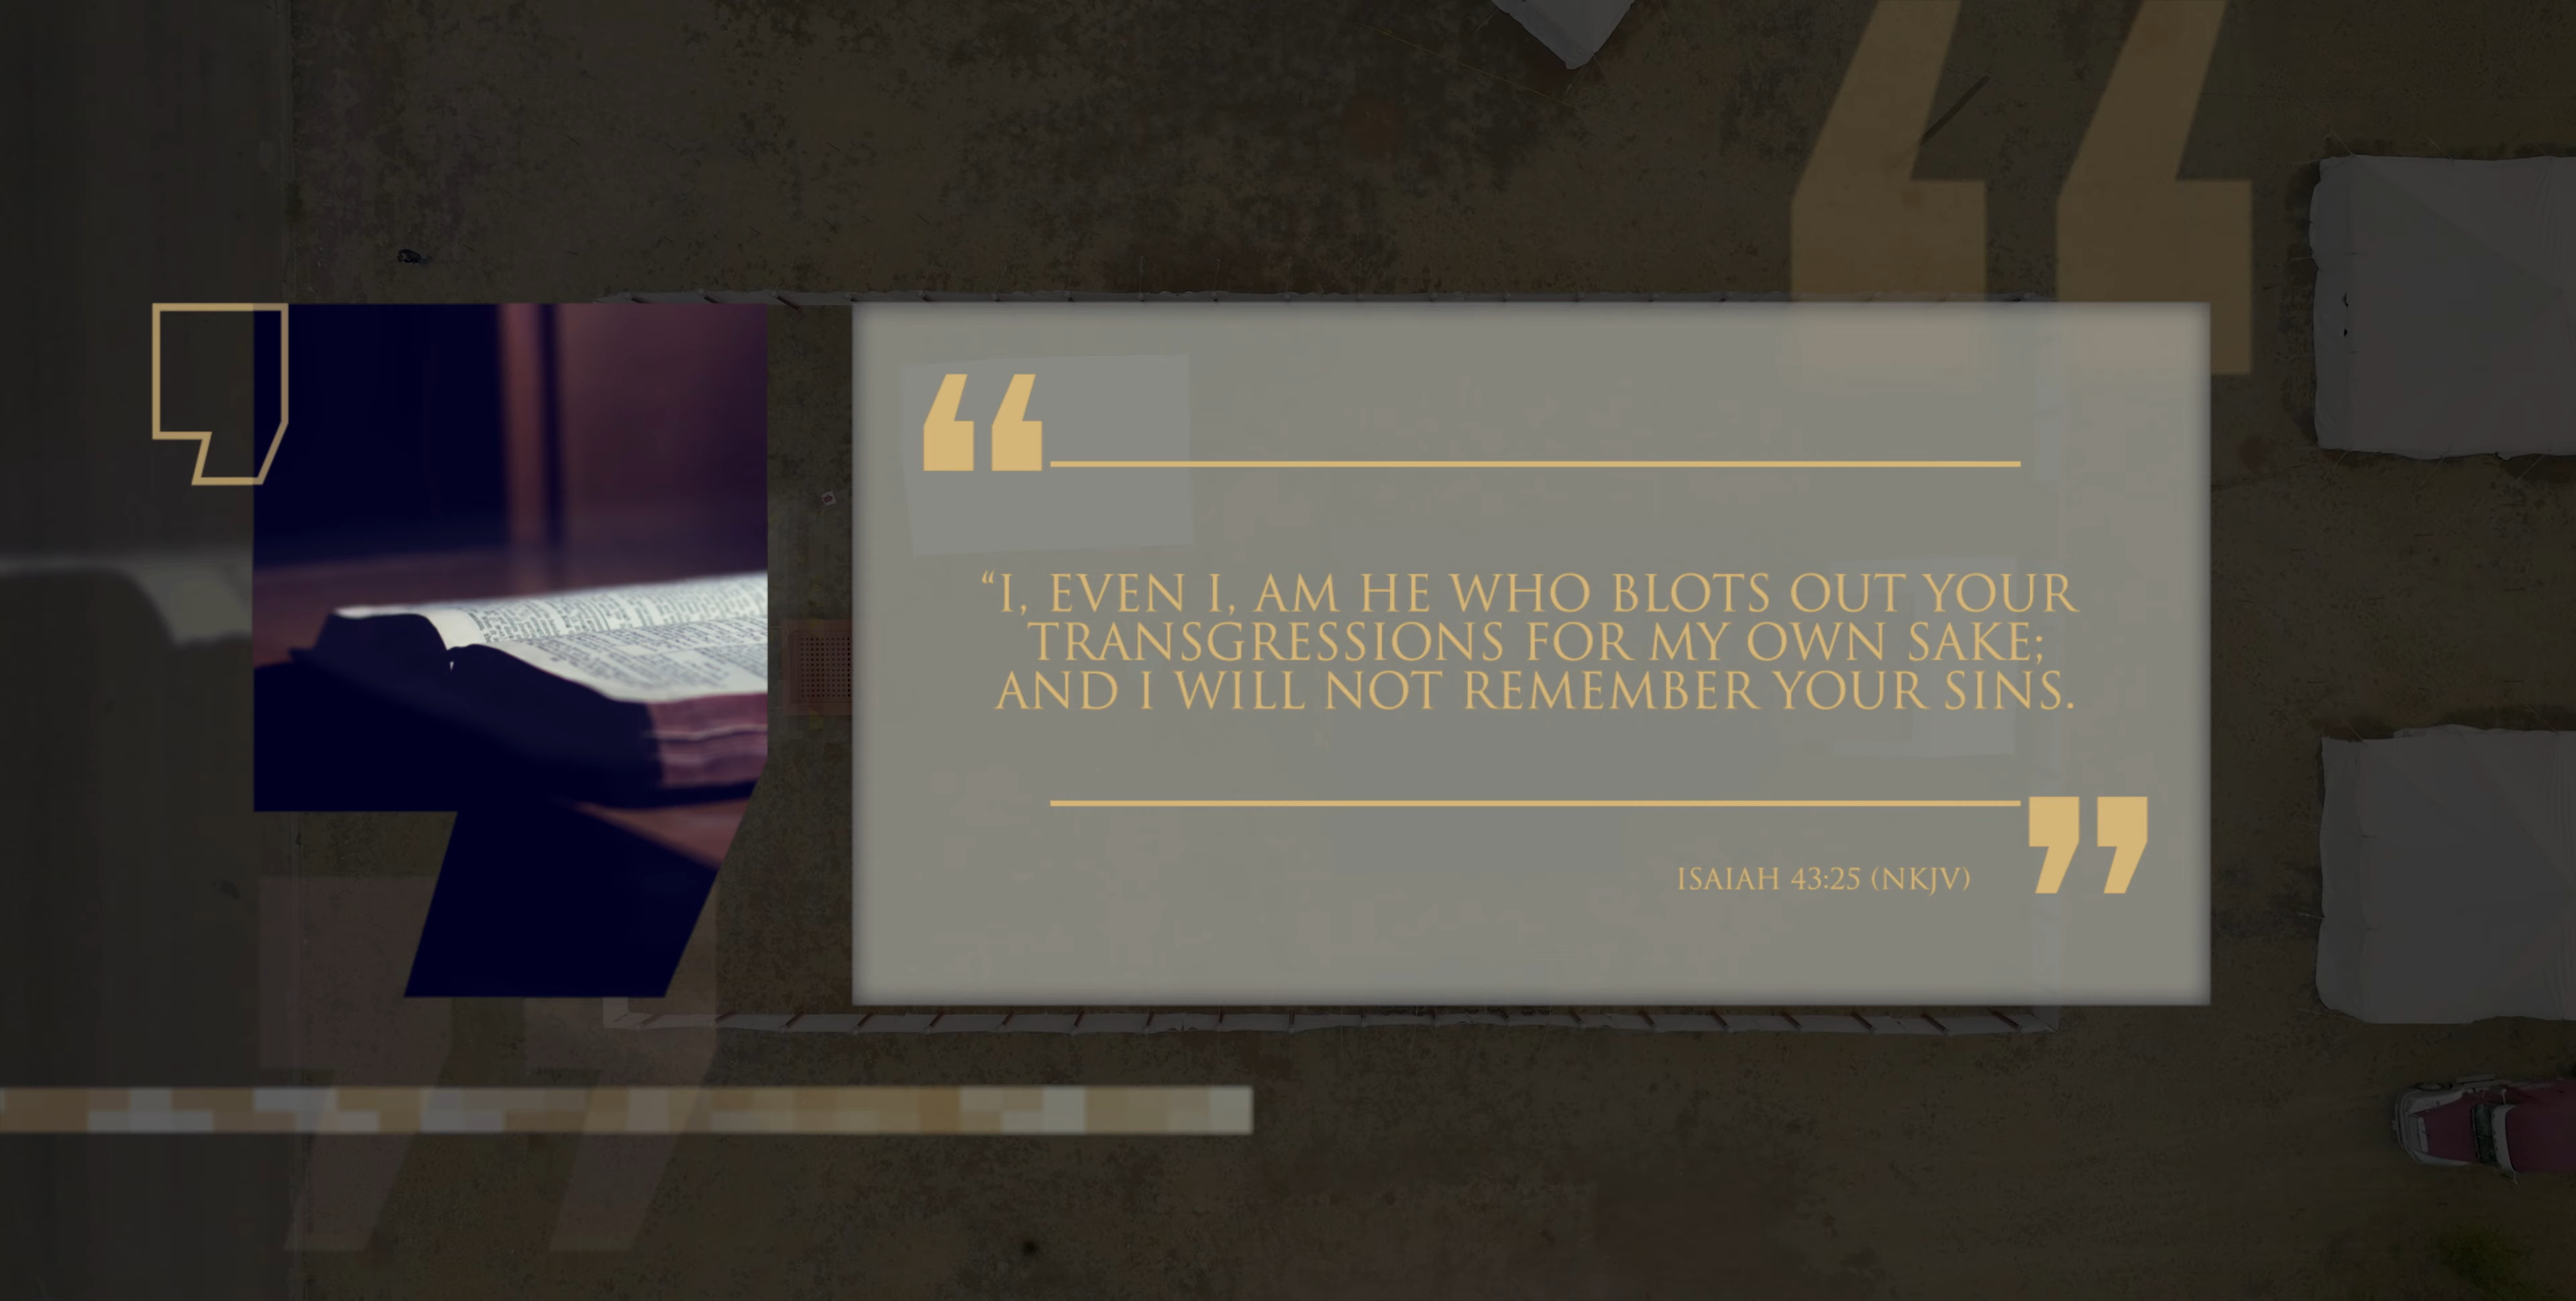 “I, EVEN I, AM HE WHO BLOTS OUT YOUR
TRANSGRESSIONS FOR MY OWN SAKE;
AND I WILL NOT REMEMBER YOUR SINS.
ISAIAH 43:25 (NKJV)